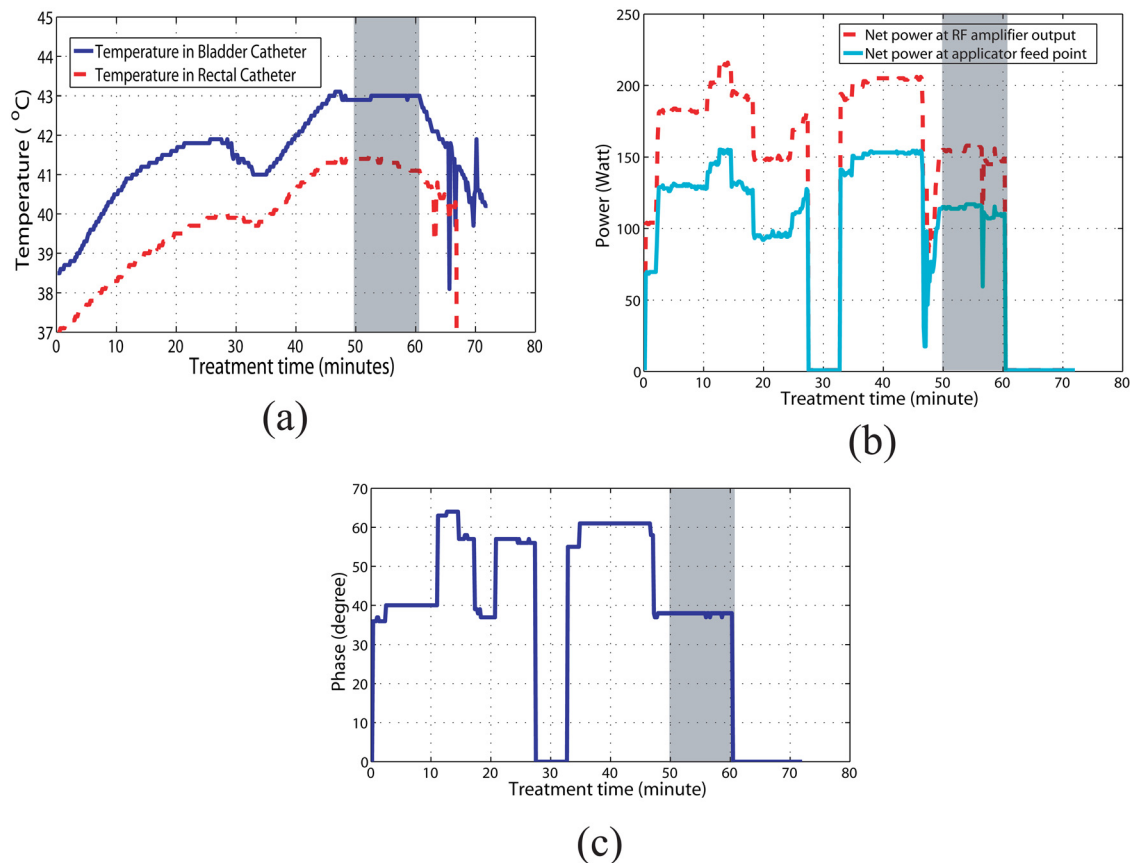 45
44
43
42
41
40
39
38
37
Temperature ( °C)
Temperature in Bladder Catheter
Temperature in Rectal Catheter
0 10 20 30 40 50 60 70 80
Treatment time (minutes)
(a)
250
200
150
100
50
0
Power (Watt)
Net power at RF amplifier output
Net power at applicator feed point
0 10 20 30 40 50 60 70 80
Treatment time (minute)
(b)
70
60
50
40
30
20
10
0
Phase (degree)
0 10 20 30 40 50 60 70 80
Treatment time (minute)
(c)